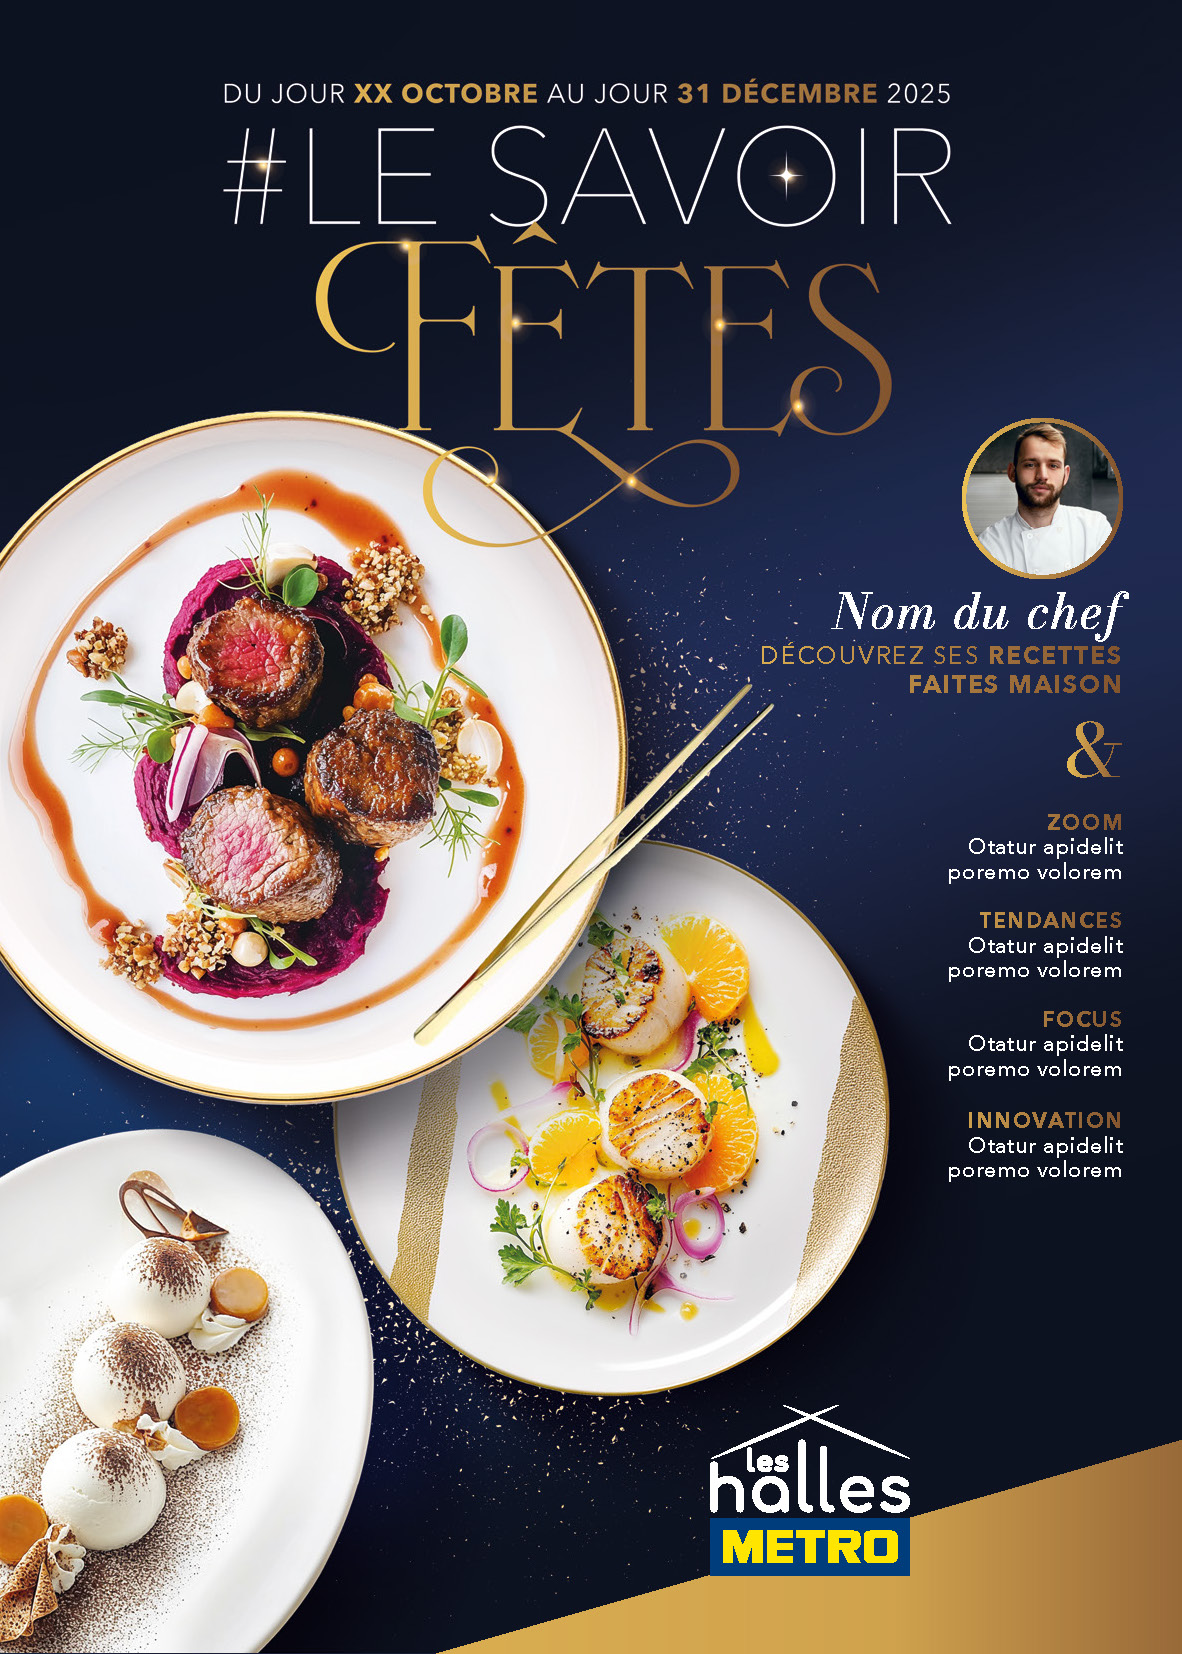 DU JOUR XX OCTOBRE AU JOUR 31 DÉCEMBRE 2025
#LE SAVOIR
FÊTES
Nom du chef
DÉCOUVREZ SES RECETTES
FAITES MAISON
&
ZOOM
Otatur apidelit
poremo volorem
TENDANCES
Otatur apidelit
poremo volorem
FOCUS
Otatur apidelit
poremo volorem
INNOVATION
Otatur apidelit
poremo volorem
les
halles
METRO